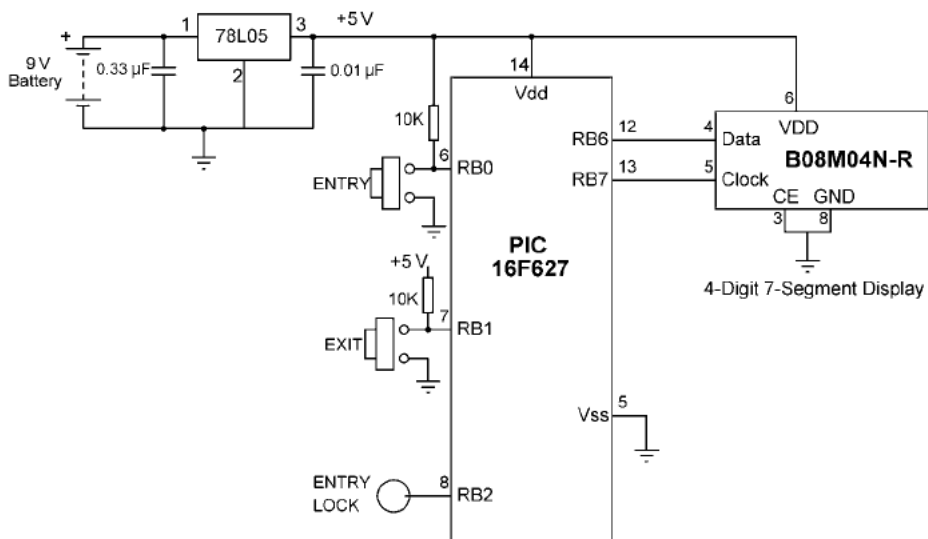 1
78L05
3
+5 V
+
2
9 V
Battery
0.33 µF
0.01 µF
14
Vdd
10K
6
RB0
ENTRY
PIC
16F627
+5 V
10K
7
RB1
EXIT
Vss
5
ENTRY
LOCK
8
RB2
RB6
12
RB7
13
6
VDD
4
Data
B08M04N-R
5
Clock
CE
GND
3
8
4-Digit 7-Segment Display